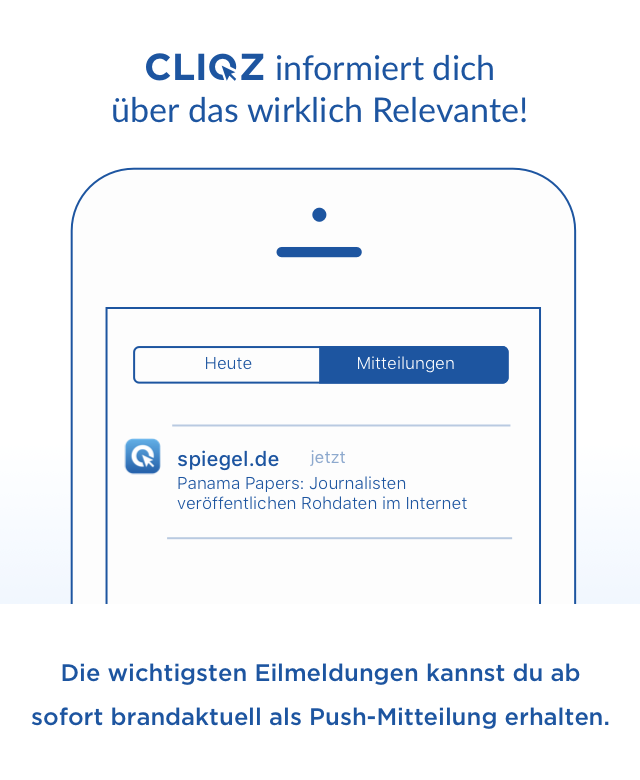 CLIQZ informiert dich
über das wirklich Relevante!
Heute Mitteilungen
spiegel.de jetzt
Panama Papers: Journalisten
veröffentlichen Rohdaten im Internet
Die wichtigsten Eilmeldungen kannst du ab
sofort brandaktuell als Push-Mitteilung erhalten.